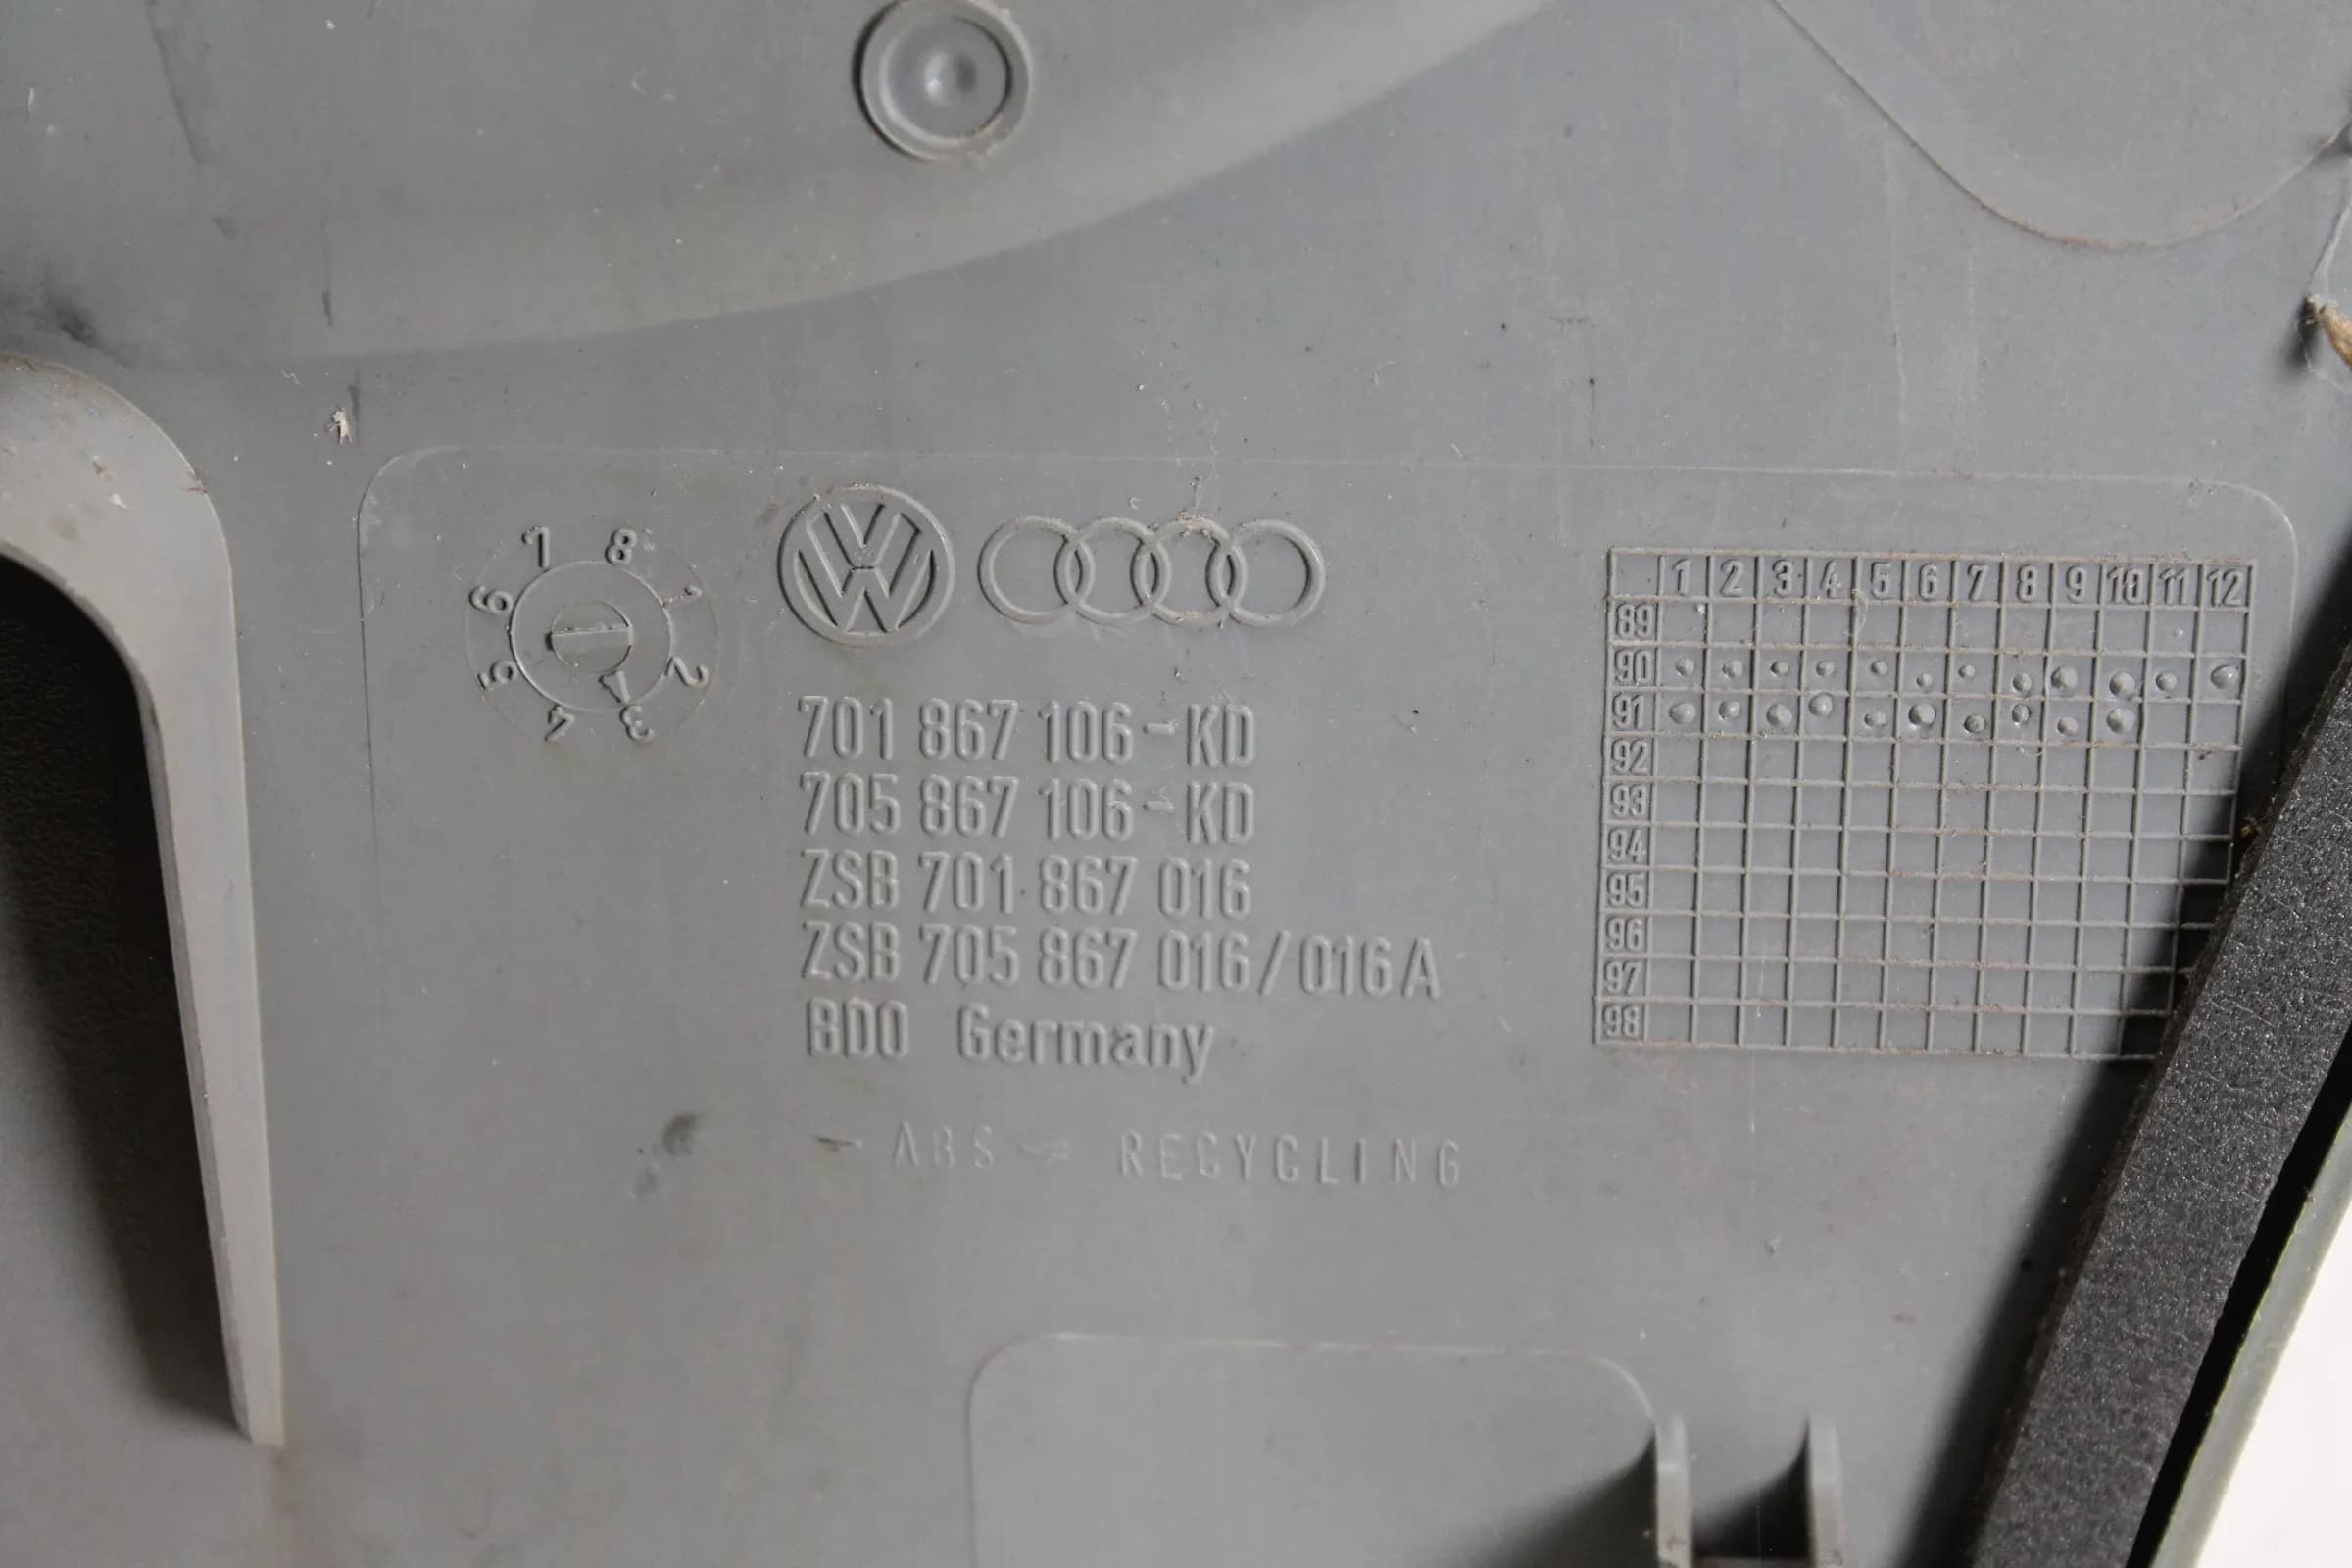 7 8 1 2 3 4 5 6
701 867 106-KD
705 867 106-KD
ZSB 701 867 016
ZSB 705 867 016/016A
BDO Germany
ABS RECYCLING
1 2 3 4 5 6 7 8 9 10 11 12
89
90
91
92
93
94
95
96
97
98